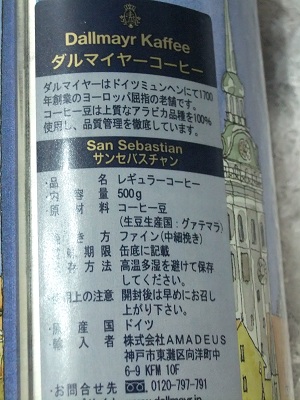 Dallmayr Kaffee
ダルマイヤーコーヒー
ダルマイヤーはドイツミュンヘンにて1700
年創業のヨーロッパ屈指の老舗です。
コーヒー豆は上質なアラビカ品種を100%
使用し、品質管理を徹底しています。
San Sebastian
サンセバスチャン
・品 名 レギュラーコーヒー
・内 容 量 500g
・原 材 料 コーヒー豆
(生豆生産国:グァテマラ)
き 方 ファイン(中細挽き)
期 限 缶底に記載
存 方 法 高温多湿を避けて保存
してください。
用上の注意 開封後は早めにお召し
上がり下さい。
産 国 ドイツ
輸 入 者 株式会社AMADEUS
神戸市東灘区向洋町中
6-9 KFM 10F
・お問合せ先 0120-797-791
www.dallmayr.jp